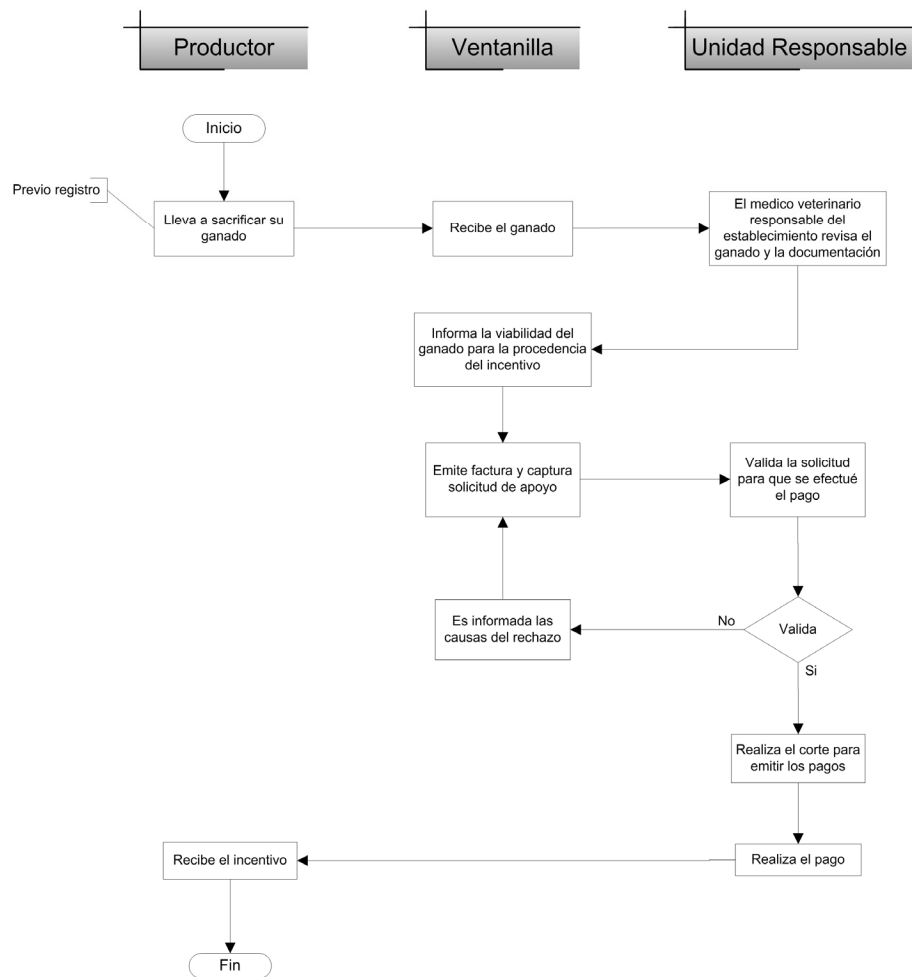 Productor
Ventanilla
Unidad Responsable
Inicio
Previo registro
Lleva a sacrificar su
ganado
Recibe el ganado
El medico veterinario
responsable del
establecimiento revisa el
ganado y la documentación
Informa la viabilidad del
ganado para la procedencia
del incentivo
Emite factura y captura
solicitud de apoyo
Valida la solicitud
para que se efectué
el pago
Es informada las
causas del rechazo
No
Valida
Si
Realiza el corte para
emitir los pagos
Recibe el incentivo
Realiza el pago
Fin